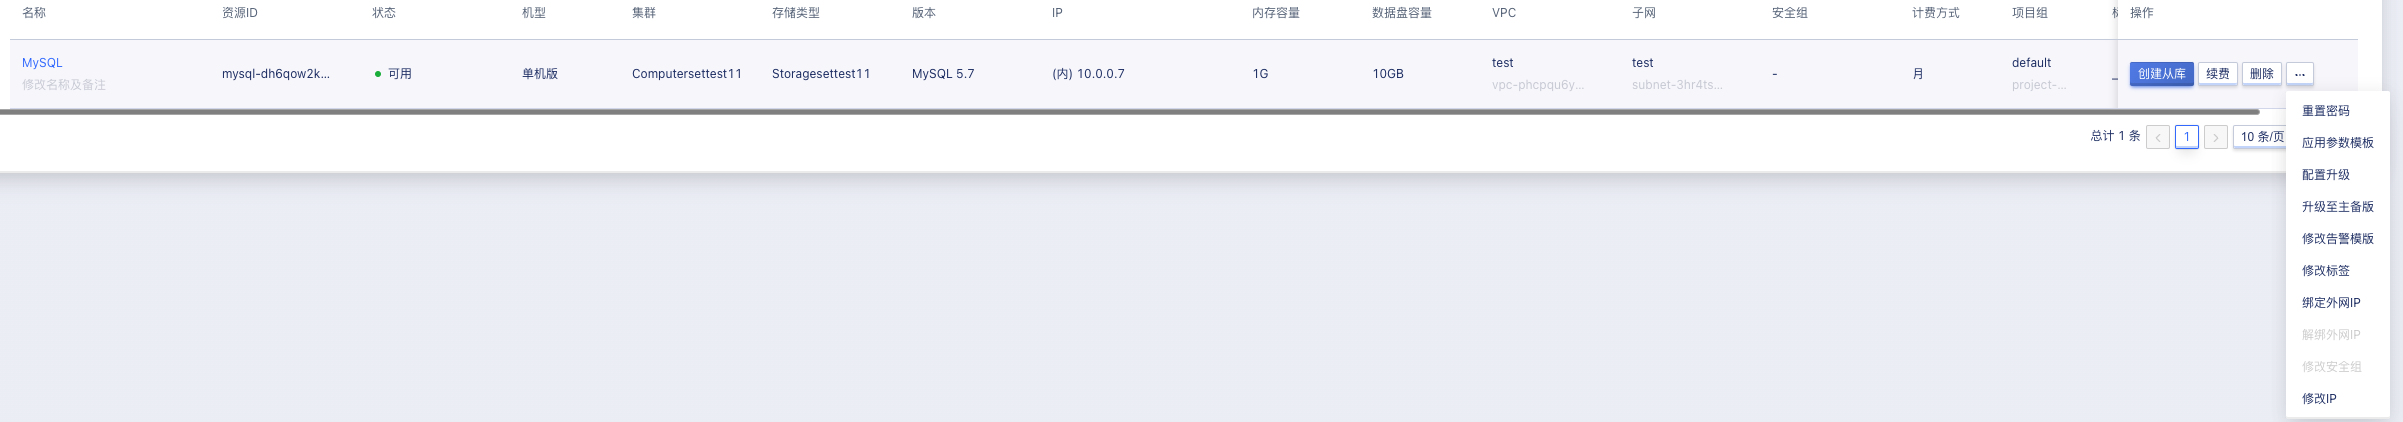 名称 资源ID 状态 机型 集群 存储类型 版本 IP 内存容量 数据盘容量 VPC 子网 安全组 计费方式 项目组 操作
MySQL mysql-dh6qow2k... 可用 单机版 Computersettest11 Storagesettest11 MySQL 5.7 (内) 10.0.0.7 1G 10GB test test - 月 default 创建从库 续费 删除 ...
修改名称及备注 vpc-phcpqu6y... subnet-3hr4ts... project-...
总计 1 条 < 1 > 10 条/页
重置密码
应用参数模板
配置升级
升级至主备版
修改告警模版
修改标签
绑定外网IP
解绑外网IP
修改安全组
修改IP